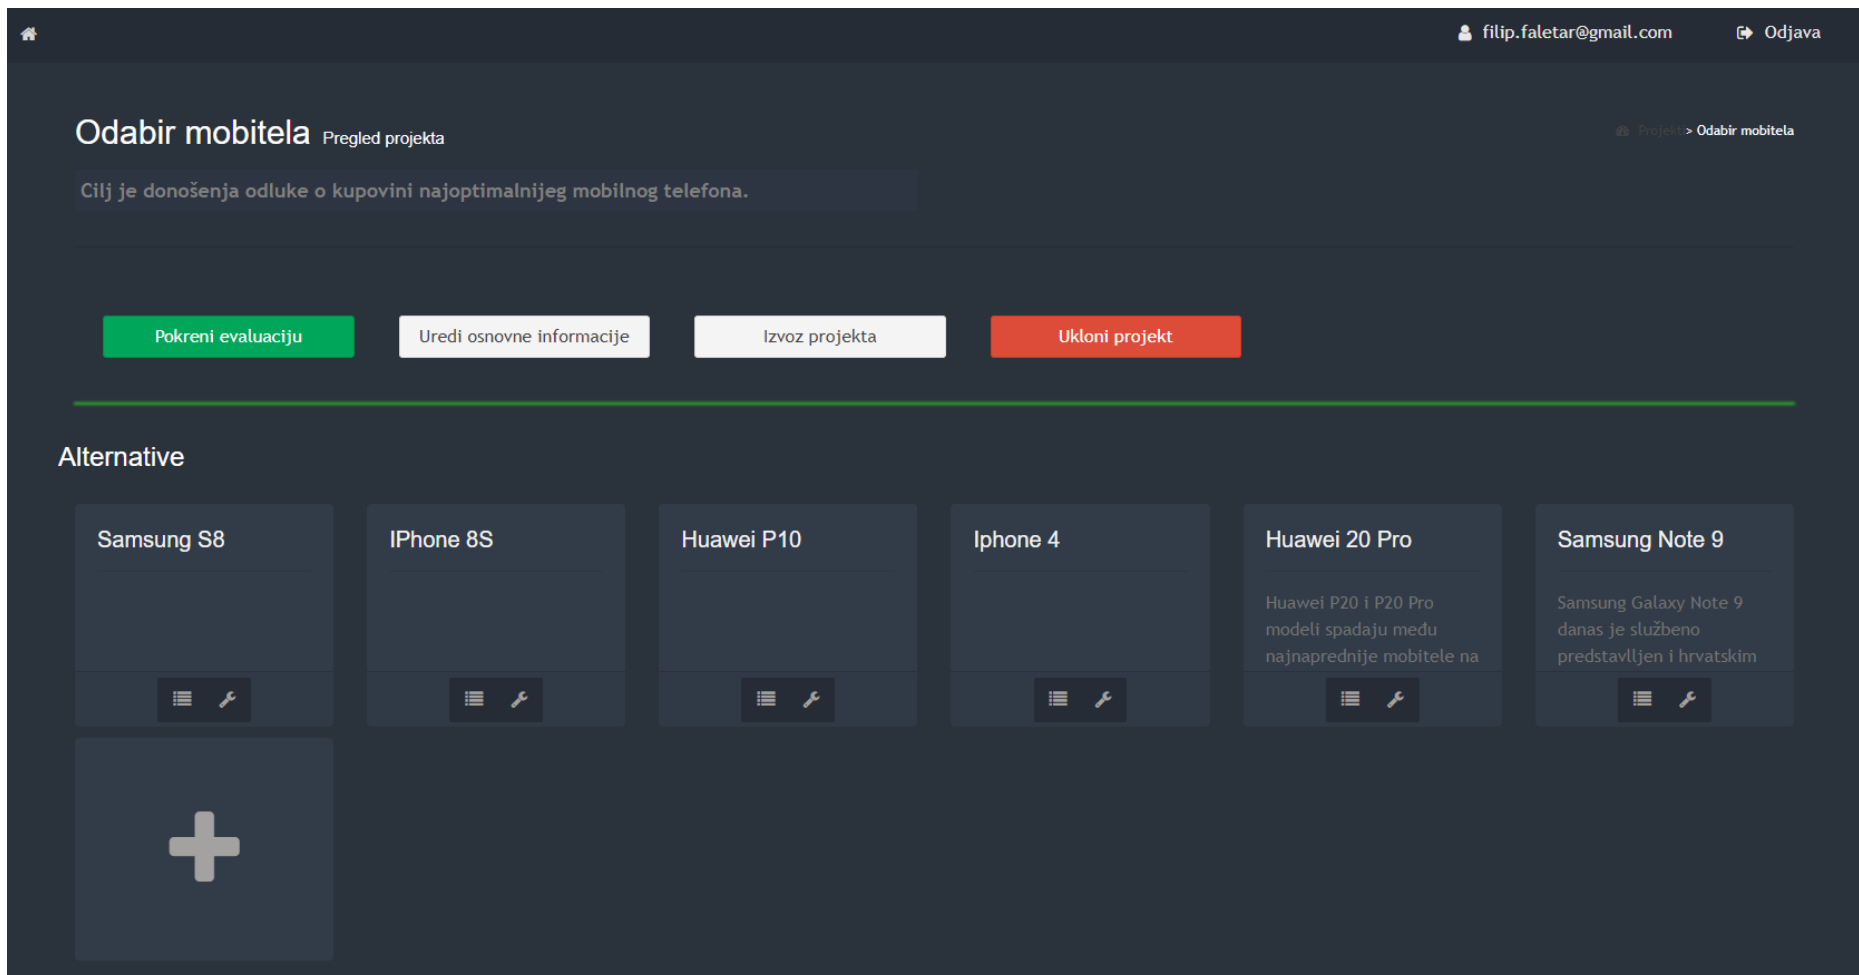 filip.faletar@gmail.com Odjava
Odabir mobitela Pregled projekta
Projekti > Odabir mobitela
Cilj je donošenja odluke o kupovini najoptimalnijeg mobilnog telefona.
Pokreni evaluaciju
Uredi osnovne informacije
Izvoz projekta
Ukloni projekt
Alternative
Samsung S8
IPhone 8S
Huawei P10
Iphone 4
Huawei 20 Pro
Huawei P20 i P20 Pro
modeli spadaju među
najnaprednije mobitele na
Samsung Note 9
Samsung Galaxy Note 9
danas je službeno
predstavlljen i hrvatskim